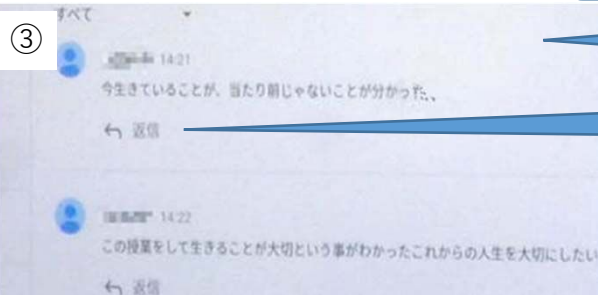 すべて
③
14:21
今生きていることが、当たり前じゃないことが分かった、、
返信
14:22
この授業をして生きることが大切という事がわかったこれからの人生を大切にしたい
返信